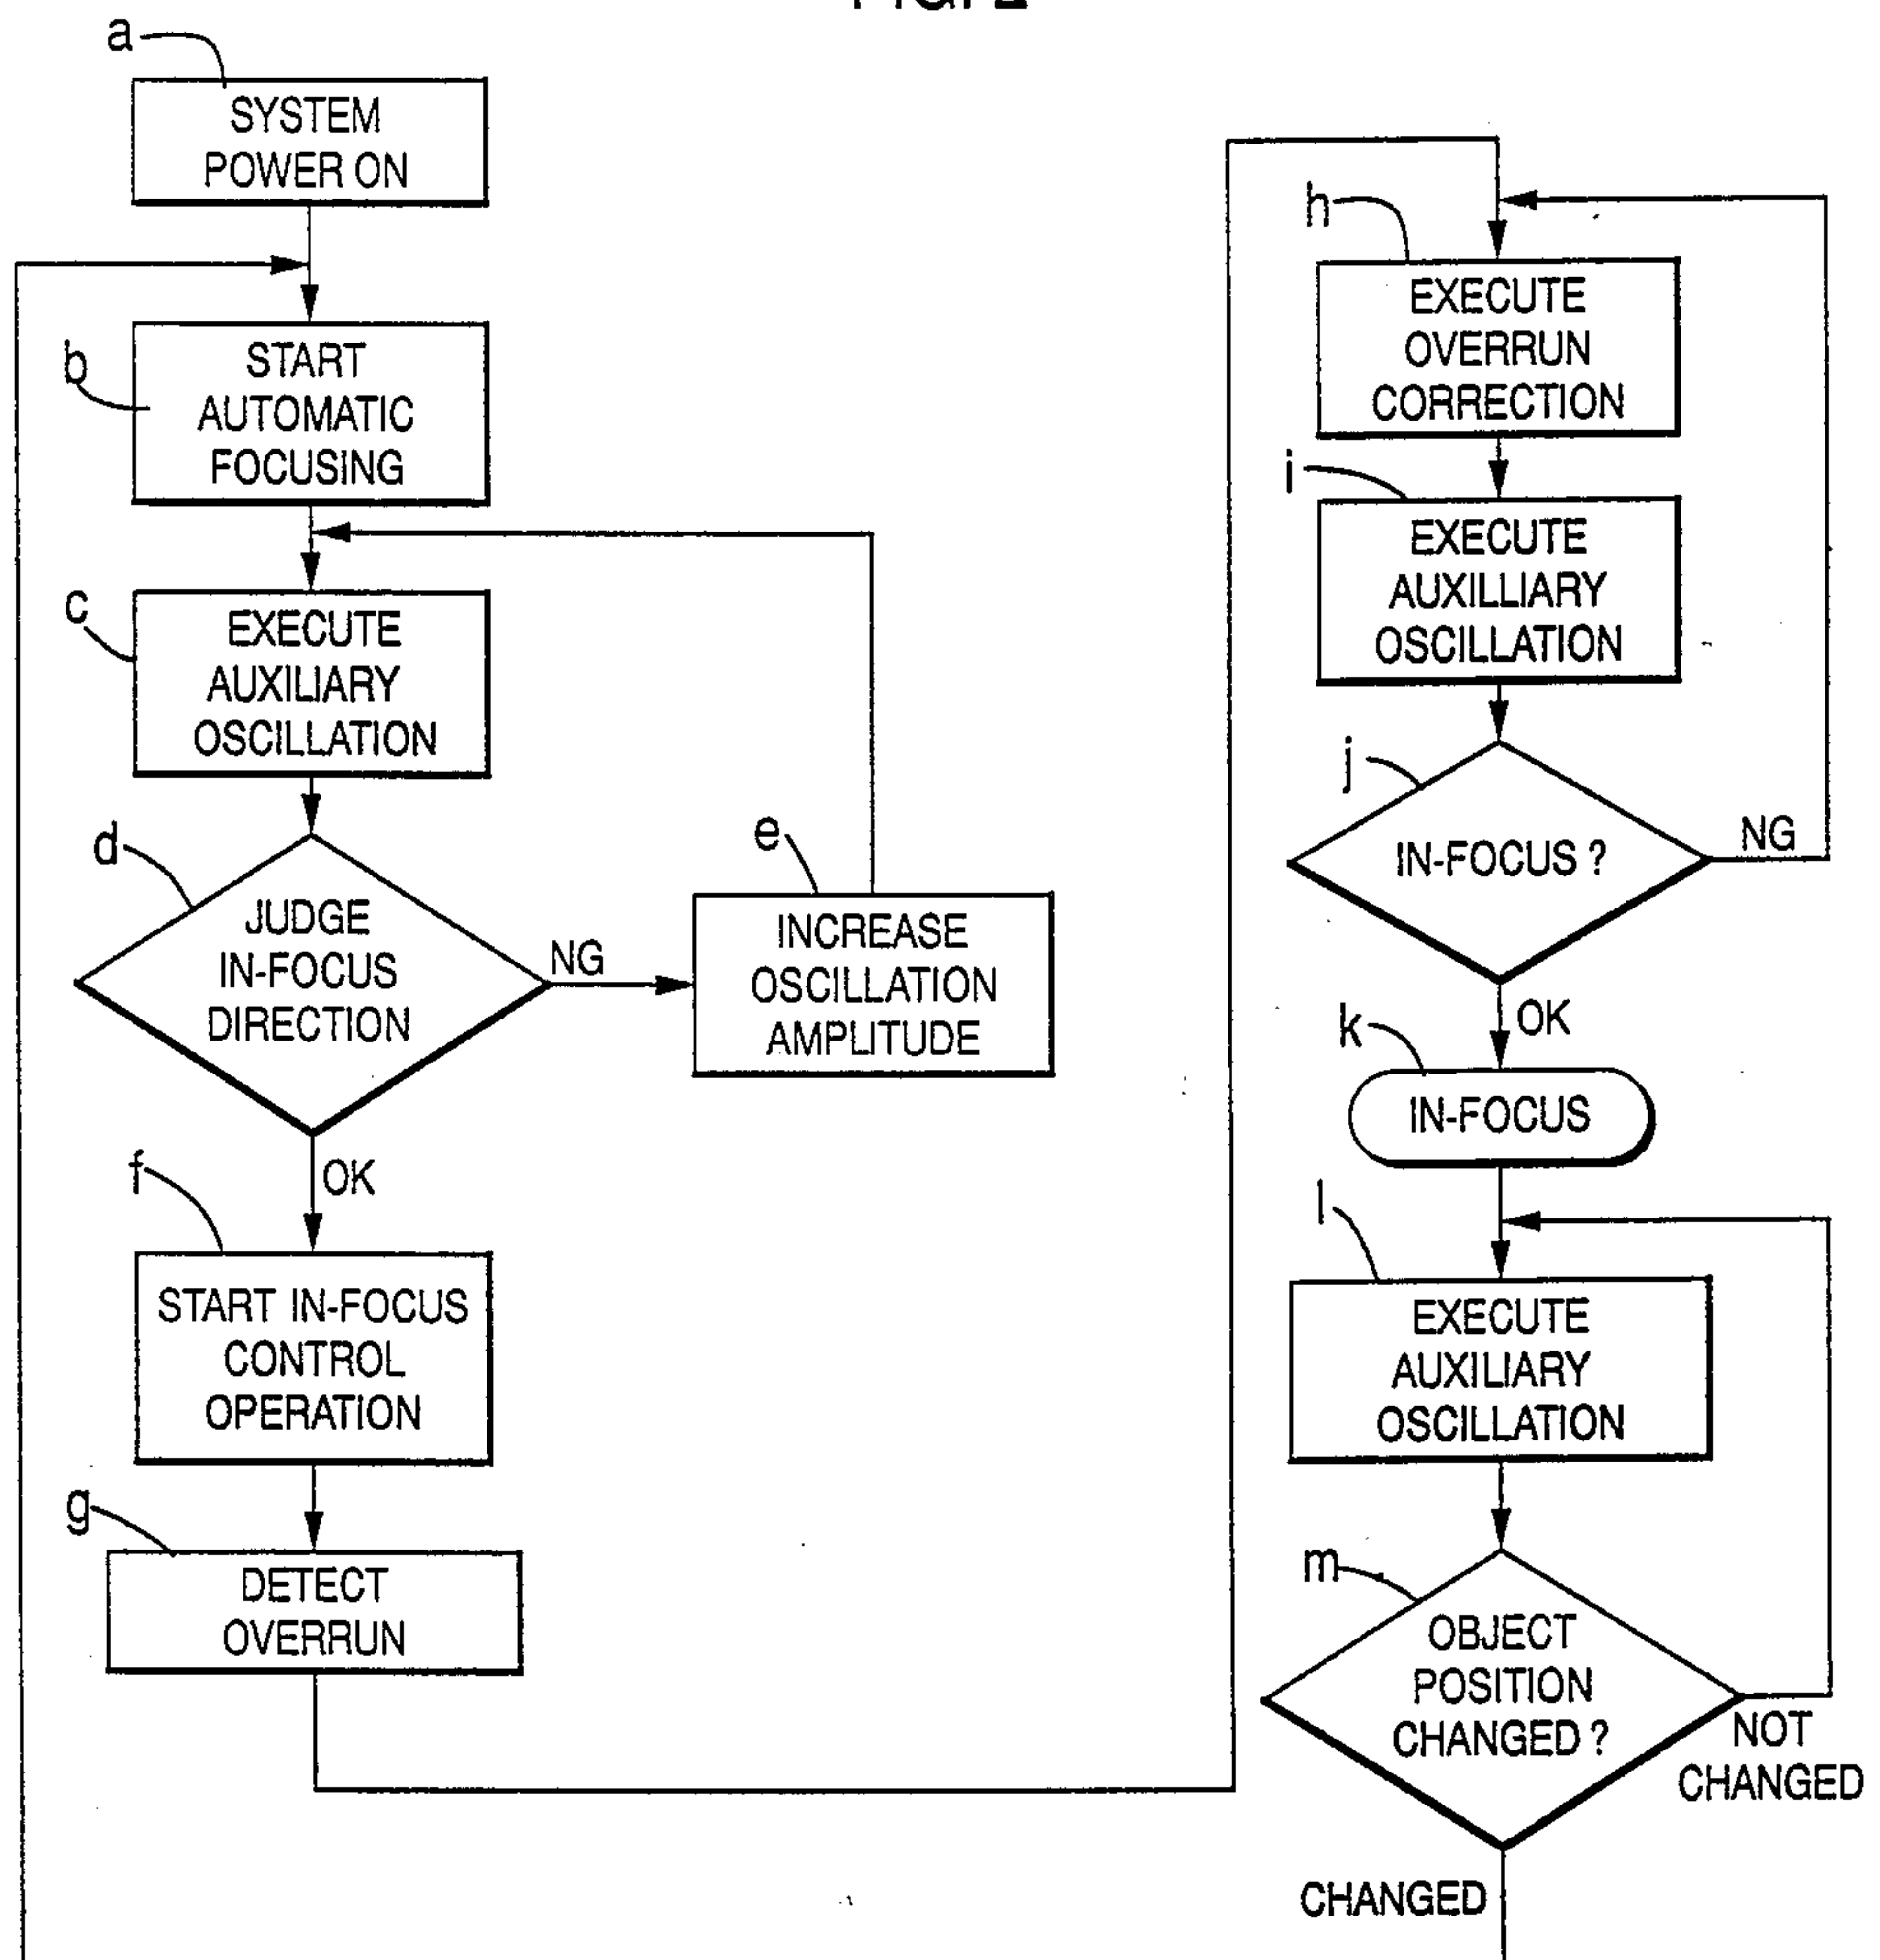 a
SYSTEM
POWER ON
b
START
AUTOMATIC
FOCUSING
c
EXECUTE
AUXILIARY
OSCILLATION
d
JUDGE
IN-FOCUS
DIRECTION
NG
e
INCREASE
OSCILLATION
AMPLITUDE
OK
f
START IN-FOCUS
CONTROL
OPERATION
g
DETECT
OVERRUN
h
EXECUTE
OVERRUN
CORRECTION
i
EXECUTE
AUXILLIARY
OSCILLATION
j
IN-FOCUS ?
NG
OK
k
IN-FOCUS
l
EXECUTE
AUXILIARY
OSCILLATION
m
OBJECT
POSITION
CHANGED ?
NOT
CHANGED
CHANGED